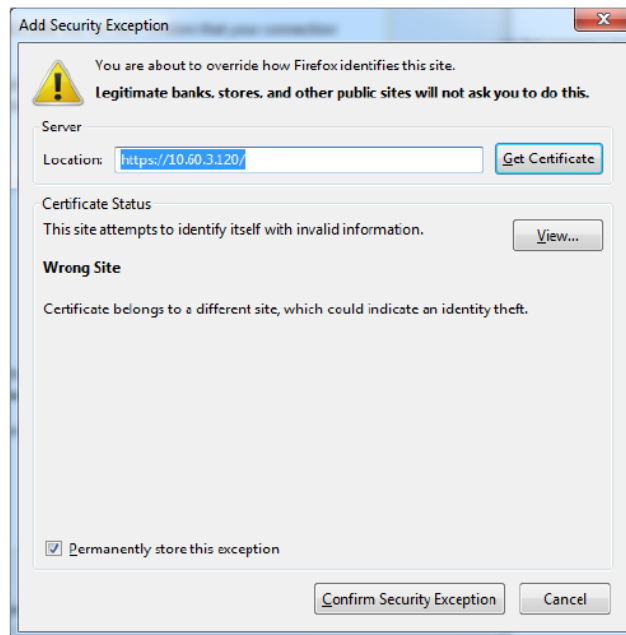 Add Security Exception
You are about to override how Firefox identifies this site.
Legitimate banks, stores, and other public sites will not ask you to do this.
Server
Location: https://10.60.3.120/ Get Certificate
Certificate Status
This site attempts to identify itself with invalid information. View...
Wrong Site
Certificate belongs to a different site, which could indicate an identity theft.
Permanently store this exception
Confirm Security Exception Cancel